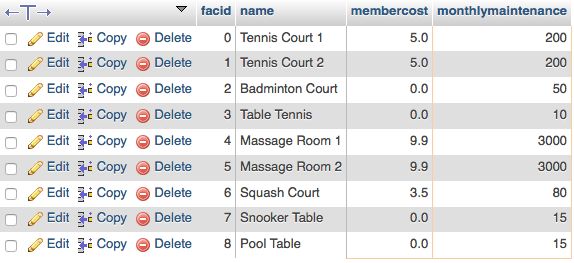 facid name membercost monthlymaintenance
Edit Copy Delete 0 Tennis Court 1 5.0 200
Edit Copy Delete 1 Tennis Court 2 5.0 200
Edit Copy Delete 2 Badminton Court 0.0 50
Edit Copy Delete 3 Table Tennis 0.0 10
Edit Copy Delete 4 Massage Room 1 9.9 3000
Edit Copy Delete 5 Massage Room 2 9.9 3000
Edit Copy Delete 6 Squash Court 3.5 80
Edit Copy Delete 7 Snooker Table 0.0 15
Edit Copy Delete 8 Pool Table 0.0 15